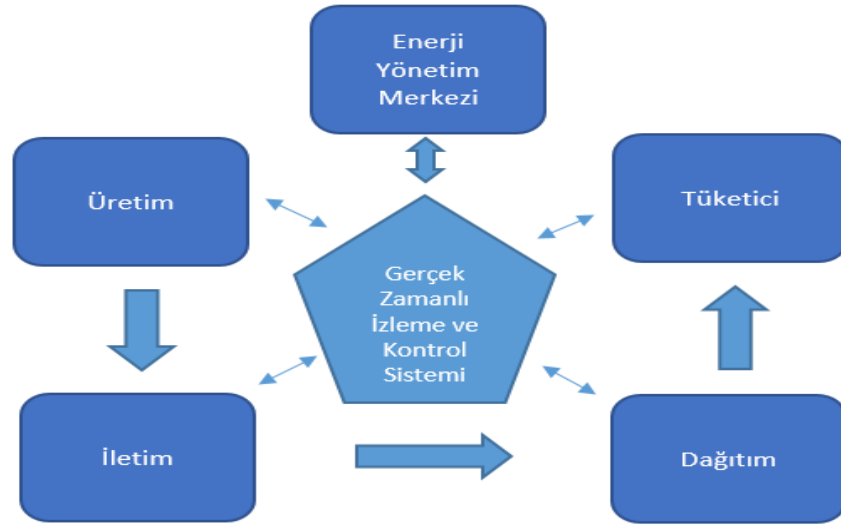 Enerji
Yönetim
Merkezi
Üretim
Tüketici
Gerçek
Zamanlı
İzleme ve
Kontrol
Sistemi
İletim
Dağıtım